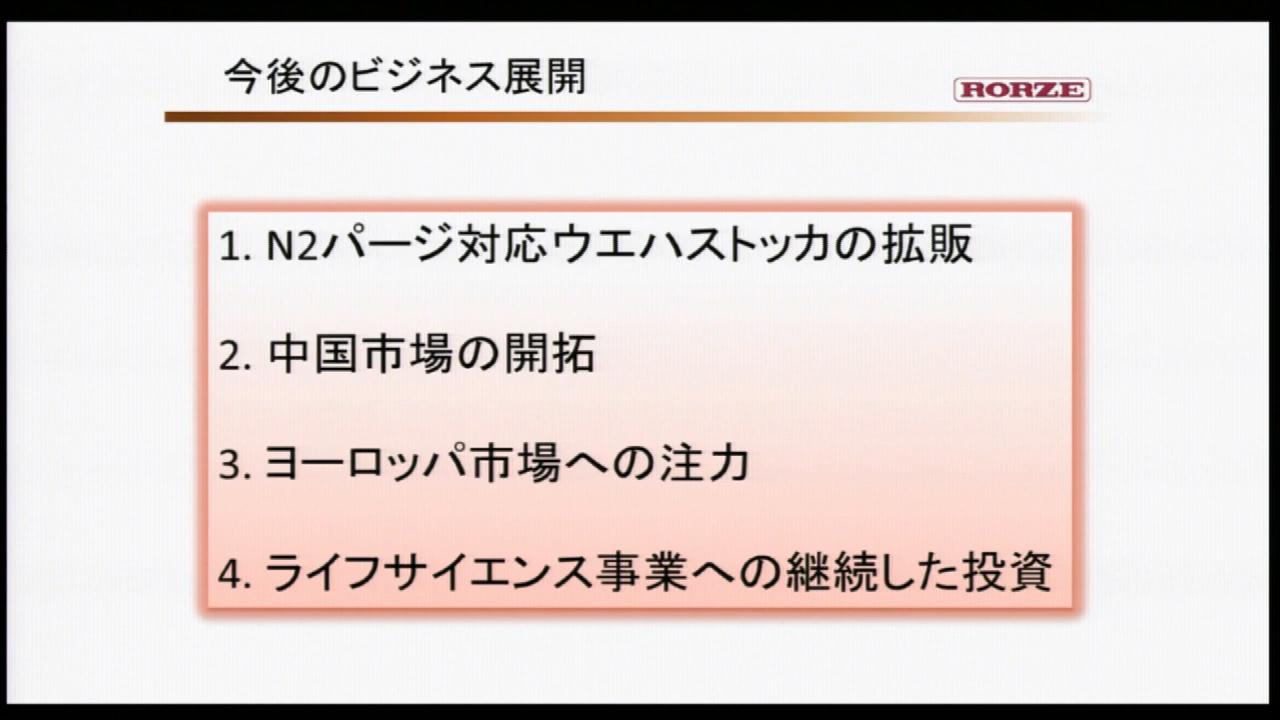 今後のビジネス展開
RORZE
1. N2パージ対応ウエハストッカの拡販
2. 中国市場の開拓
3. ヨーロッパ市場への注力
4. ライフサイエンス事業への継続した投資